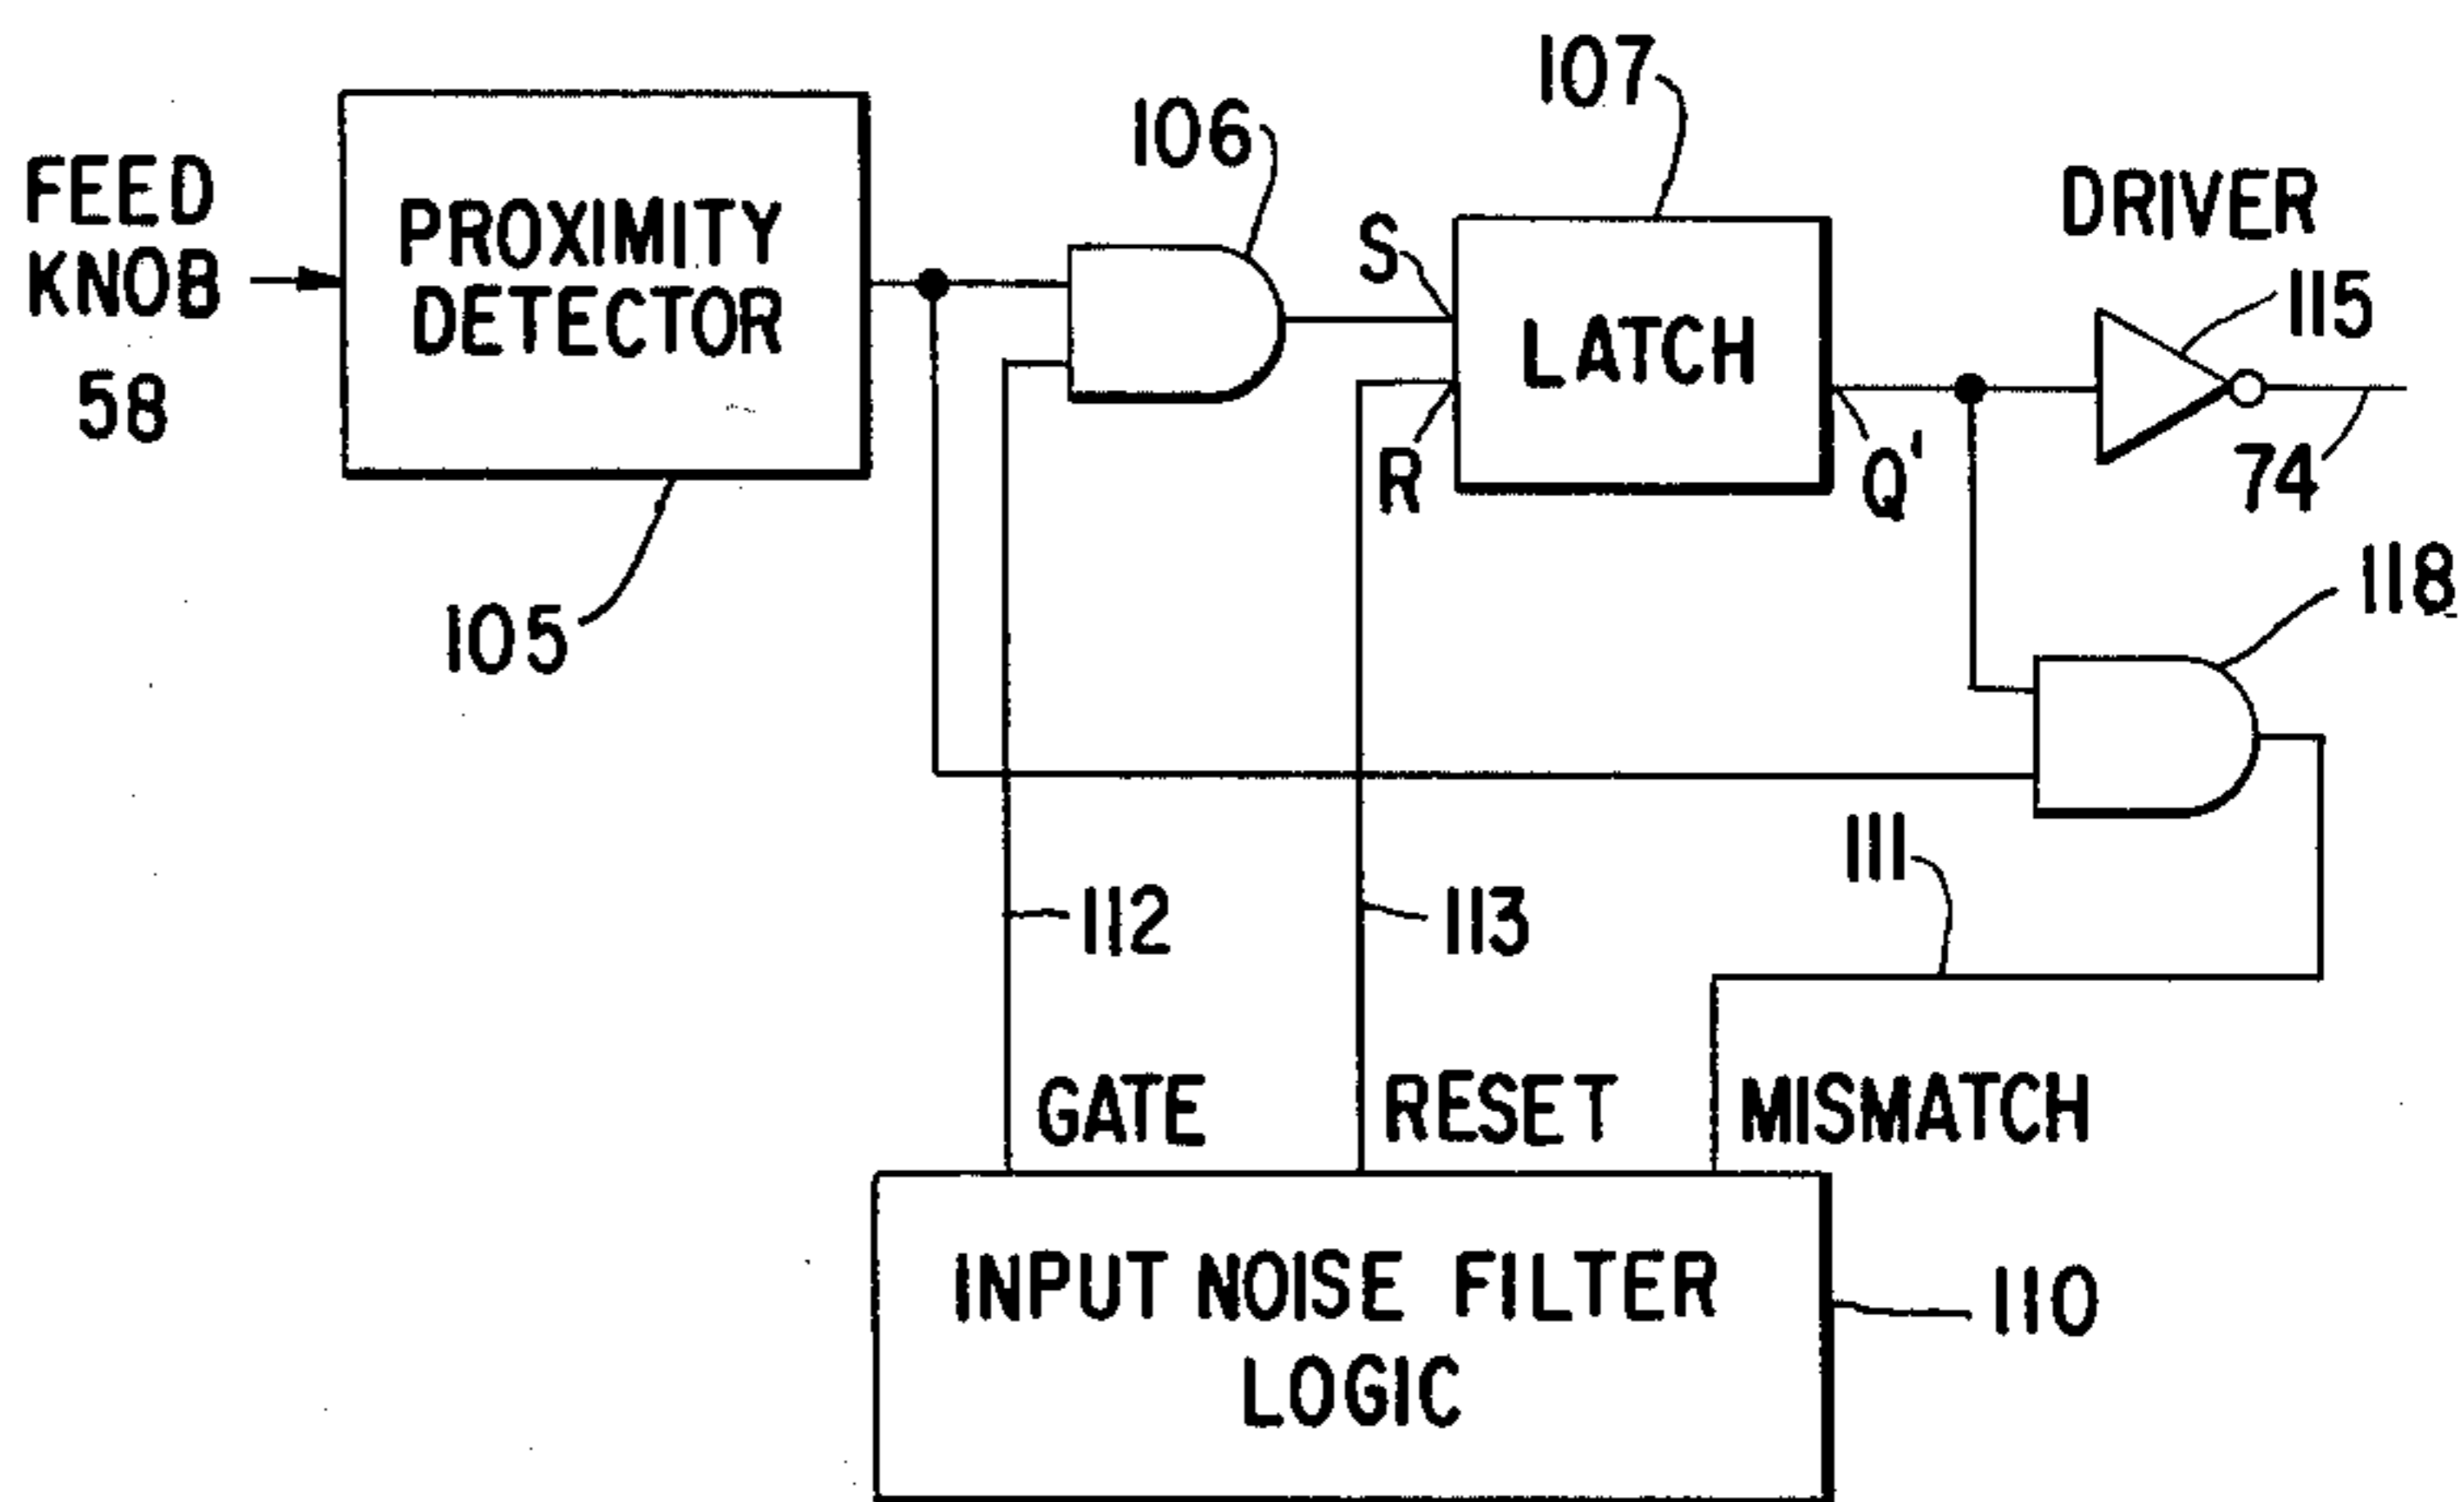 FEED
KNOB
58
PROXIMITY
DETECTOR
105
106
107
S
R
LATCH
Q'
DRIVER
115
74
118
111
112
113
GATE
RESET
MISMATCH
INPUT NOISE FILTER
LOGIC
110